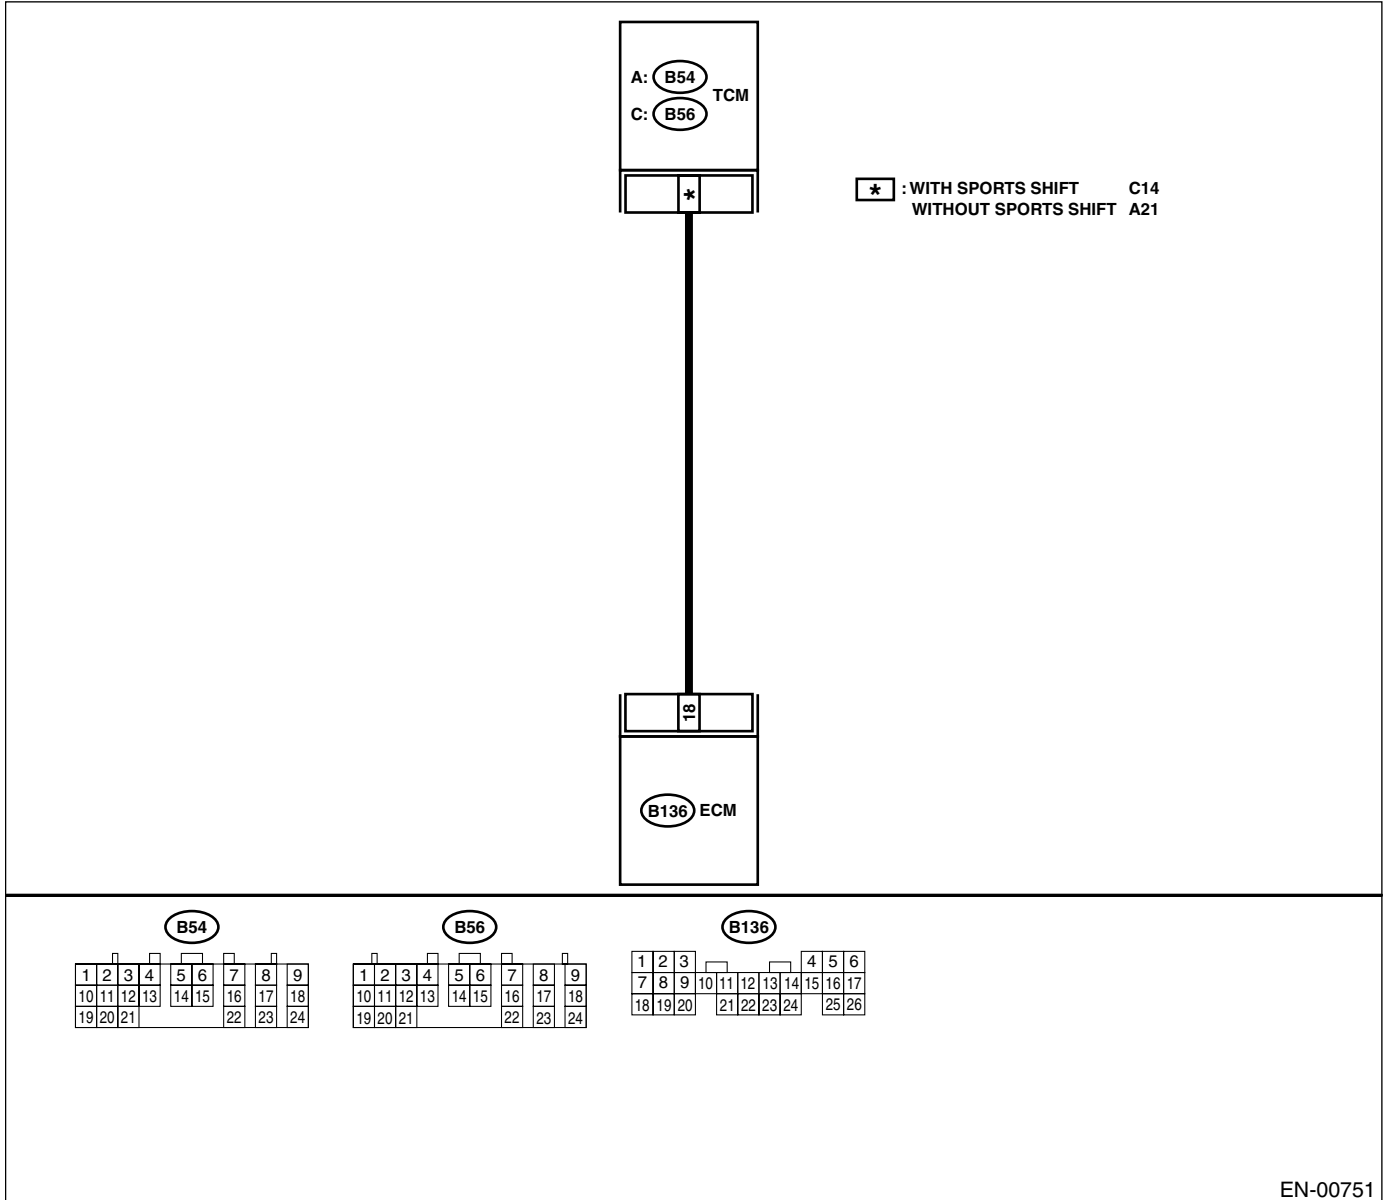 A: B54
TCM
C: B56
*
* : WITH SPORTS SHIFT C14
WITHOUT SPORTS SHIFT A21
18
B136 ECM
B54 B56 B136
1 2 3 4 5 6 7 8 9
10 11 12 13 14 15 16 17 18
19 20 21 22 23 24
1 2 3 4 5 6 7 8 9
10 11 12 13 14 15 16 17 18
19 20 21 22 23 24
1 2 3 4 5 6
7 8 9 10 11 12 13 14 15 16 17
18 19 20 21 22 23 24 25 26
EN-00751